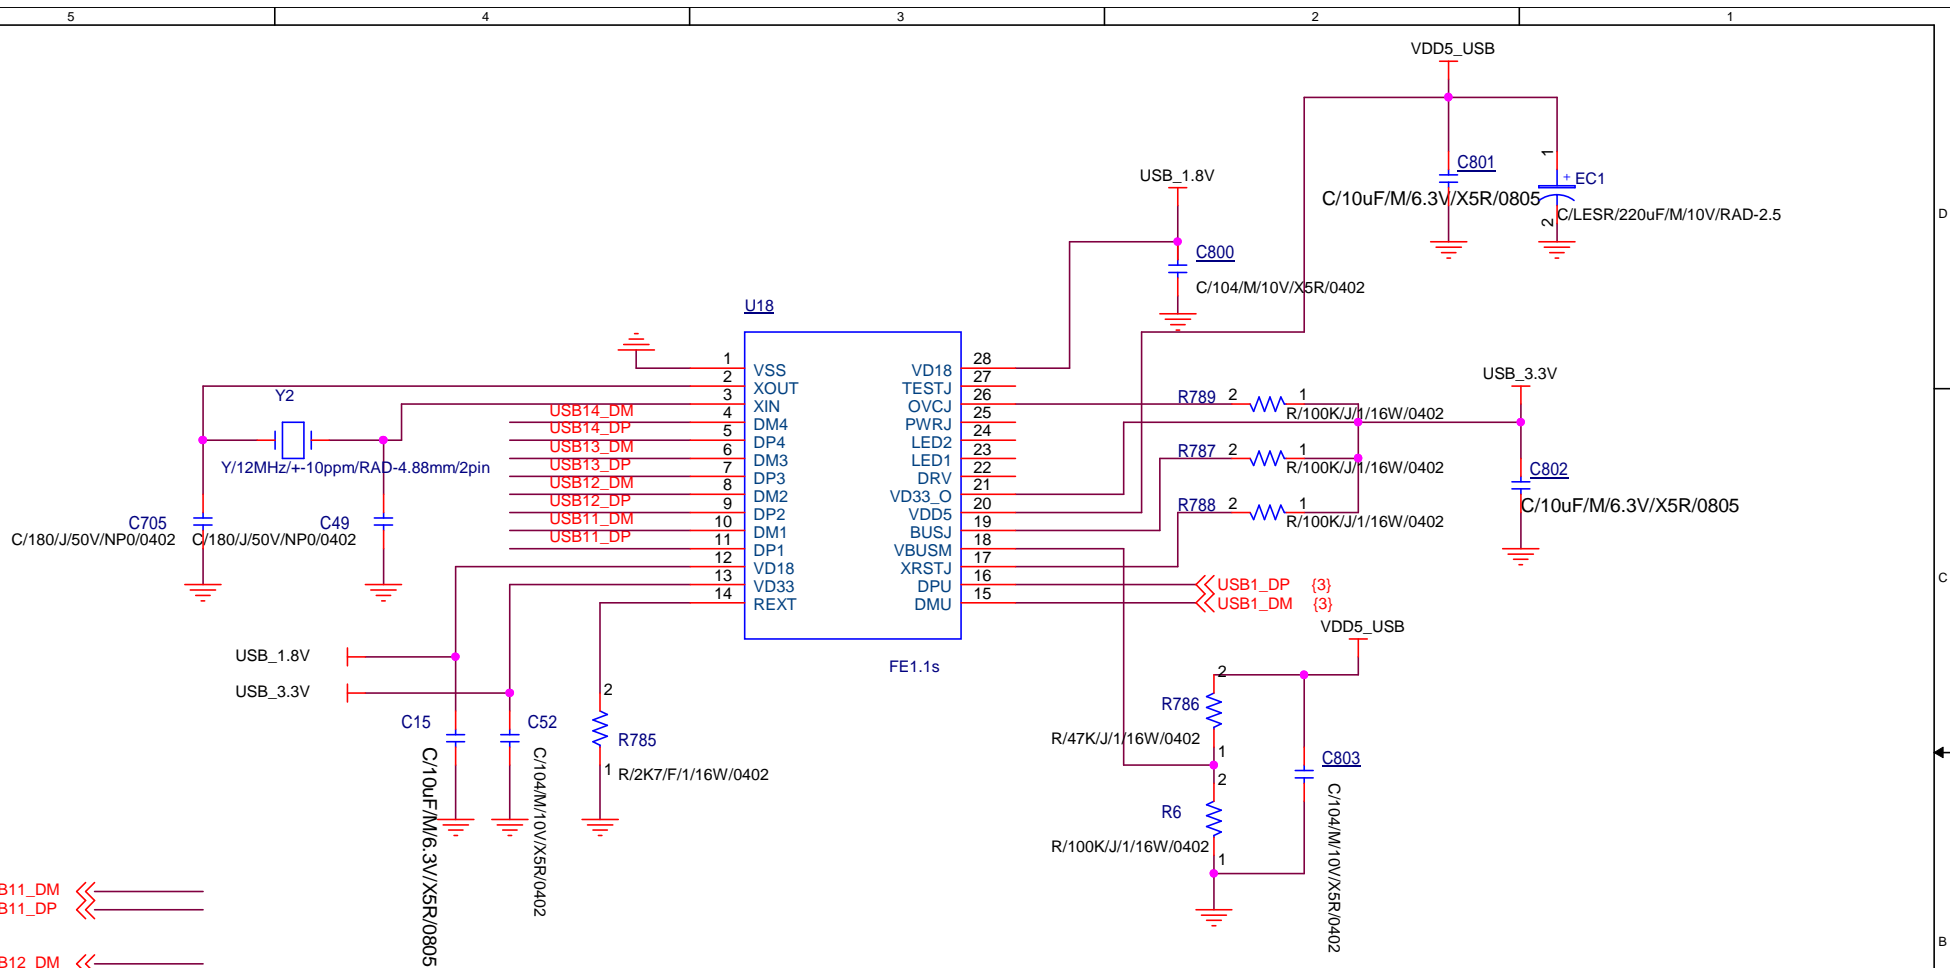 5 4 3 2 1
VDD5_USB
C801
C/10uF/M/6.3V/X5R/0805
1
+ EC1
2
C/LESR/220uF/M/10V/RAD-2.5
D
USB_1.8V
C800
C/104/M/10V/X5R/0402
U18
1 VSS
2 XOUT
3 XIN
4 DM4
5 DP4
6 DM3
7 DP3
8 DM2
9 DP2
10 DM1
11 DP1
12 VD18
13 VD33
14 REXT
VD18 28
TESTJ 27
OVCJ 26
PWRJ 25
LED2 24
LED1 23
DRV 22
VD33_O 21
VDD5 20
BUSJ 19
VBUSM 18
XRSTJ 17
DPU 16
DMU 15
FE1.1s
USB14_DM
USB14_DP
USB13_DM
USB13_DP
USB12_DM
USB12_DP
USB11_DM
USB11_DP
Y2
Y/12MHz/+-10ppm/RAD-4.88mm/2pin
C705
C/180/J/50V/NP0/0402
C49
C/180/J/50V/NP0/0402
USB_3.3V
R789 2 1
R/100K/J/1/16W/0402
R787 2 1
R/100K/J/1/16W/0402
R788 2 1
R/100K/J/1/16W/0402
C802
C/10uF/M/6.3V/X5R/0805
C
USB1_DP {3}
USB1_DM {3}
VDD5_USB
USB_1.8V
USB_3.3V
C15
C/10uF/M/6.3V/X5R/0805
C52
C/104/M/10V/X5R/0402
2
R785
1
R/2K7/F/1/16W/0402
2
R786
R/47K/J/1/16W/0402
1
2
R6
R/100K/J/1/16W/0402
1
C803
C/104/M/10V/X5R/0402
B11_DM
B11_DP
B12_DM
B